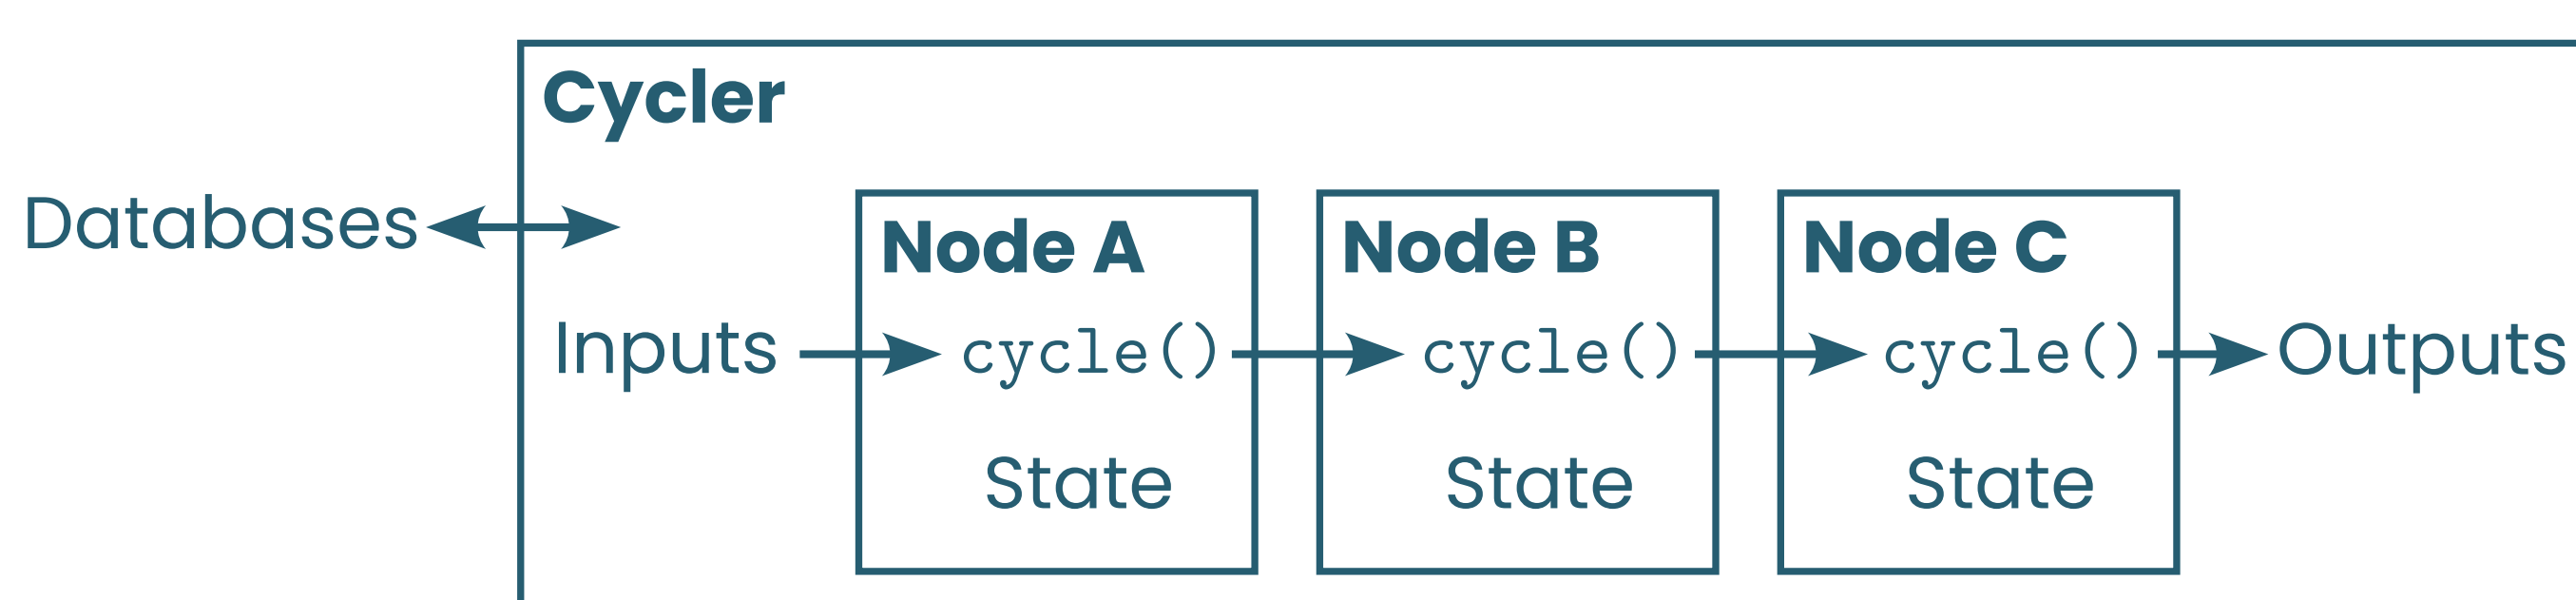 Cycler
Databases
Node A
Node B
Node C
Inputs
cycle()
cycle()
cycle()
Outputs
State
State
State